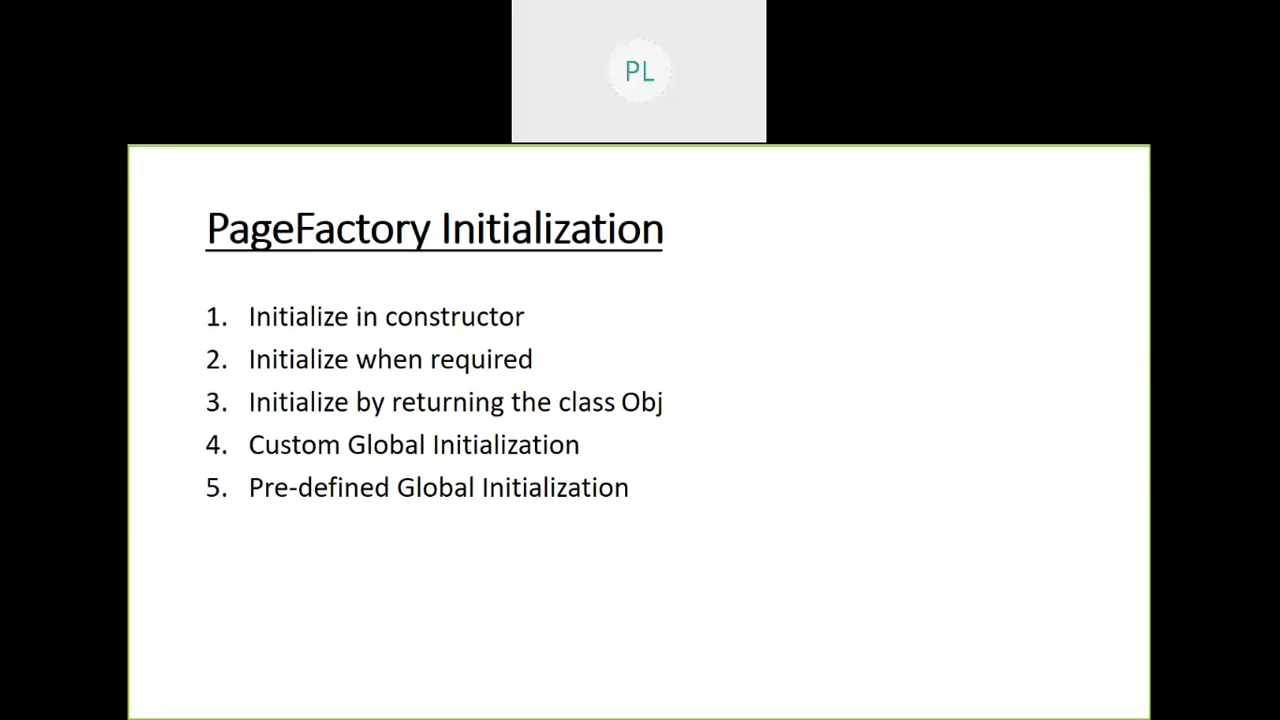 PL
PageFactory Initialization
1. Initialize in constructor
2. Initialize when required
3. Initialize by returning the class Obj
4. Custom Global Initialization
5. Pre-defined Global Initialization